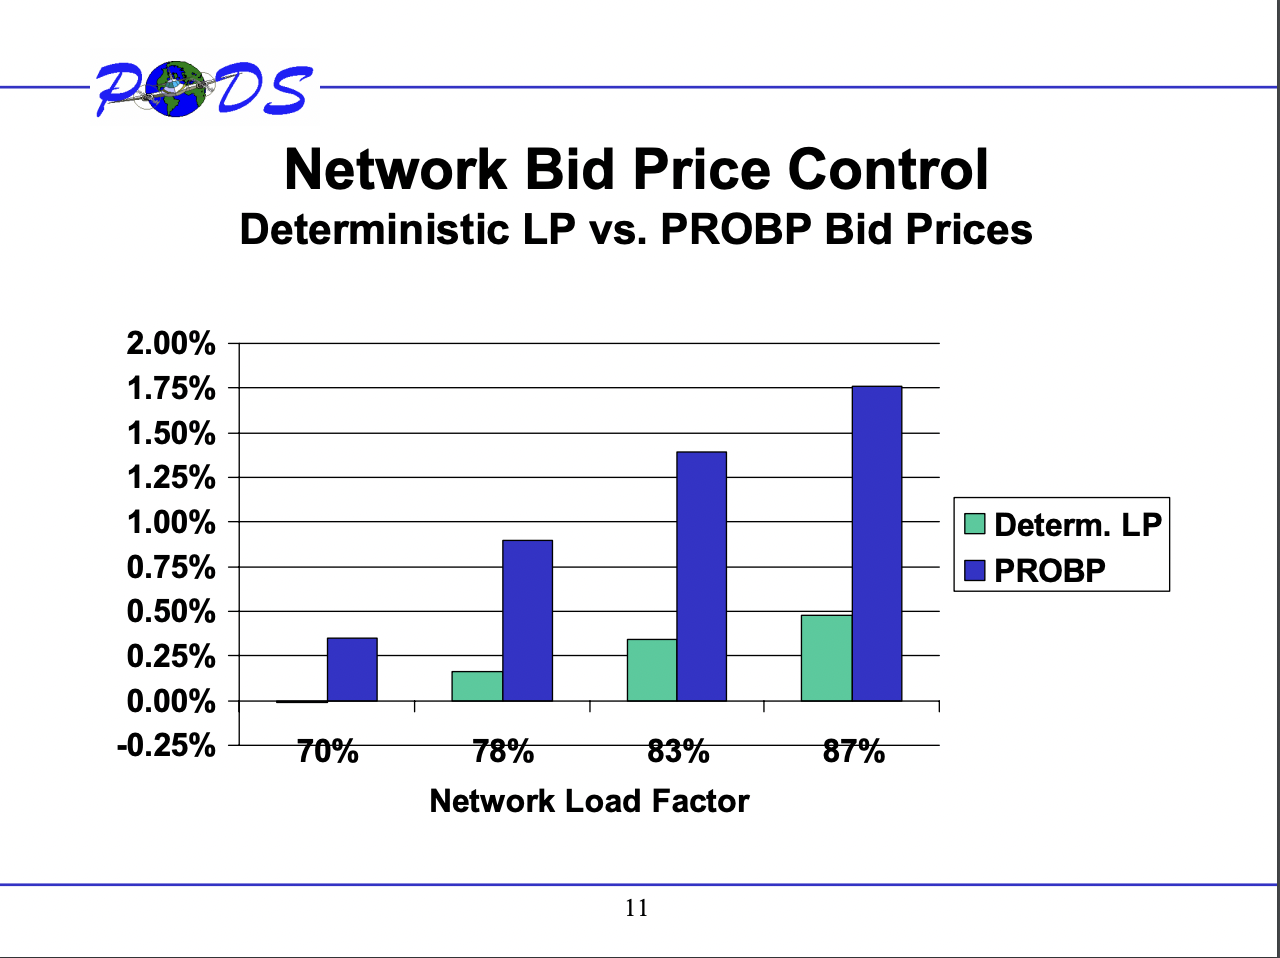 PODS
Network Bid Price Control
Deterministic LP vs. PROBP Bid Prices
2.00%
1.75%
1.50%
1.25%
1.00%
0.75%
0.50%
0.25%
0.00%
-0.25%
70% 78% 83% 87%
Network Load Factor
Determ. LP
PROBP
11